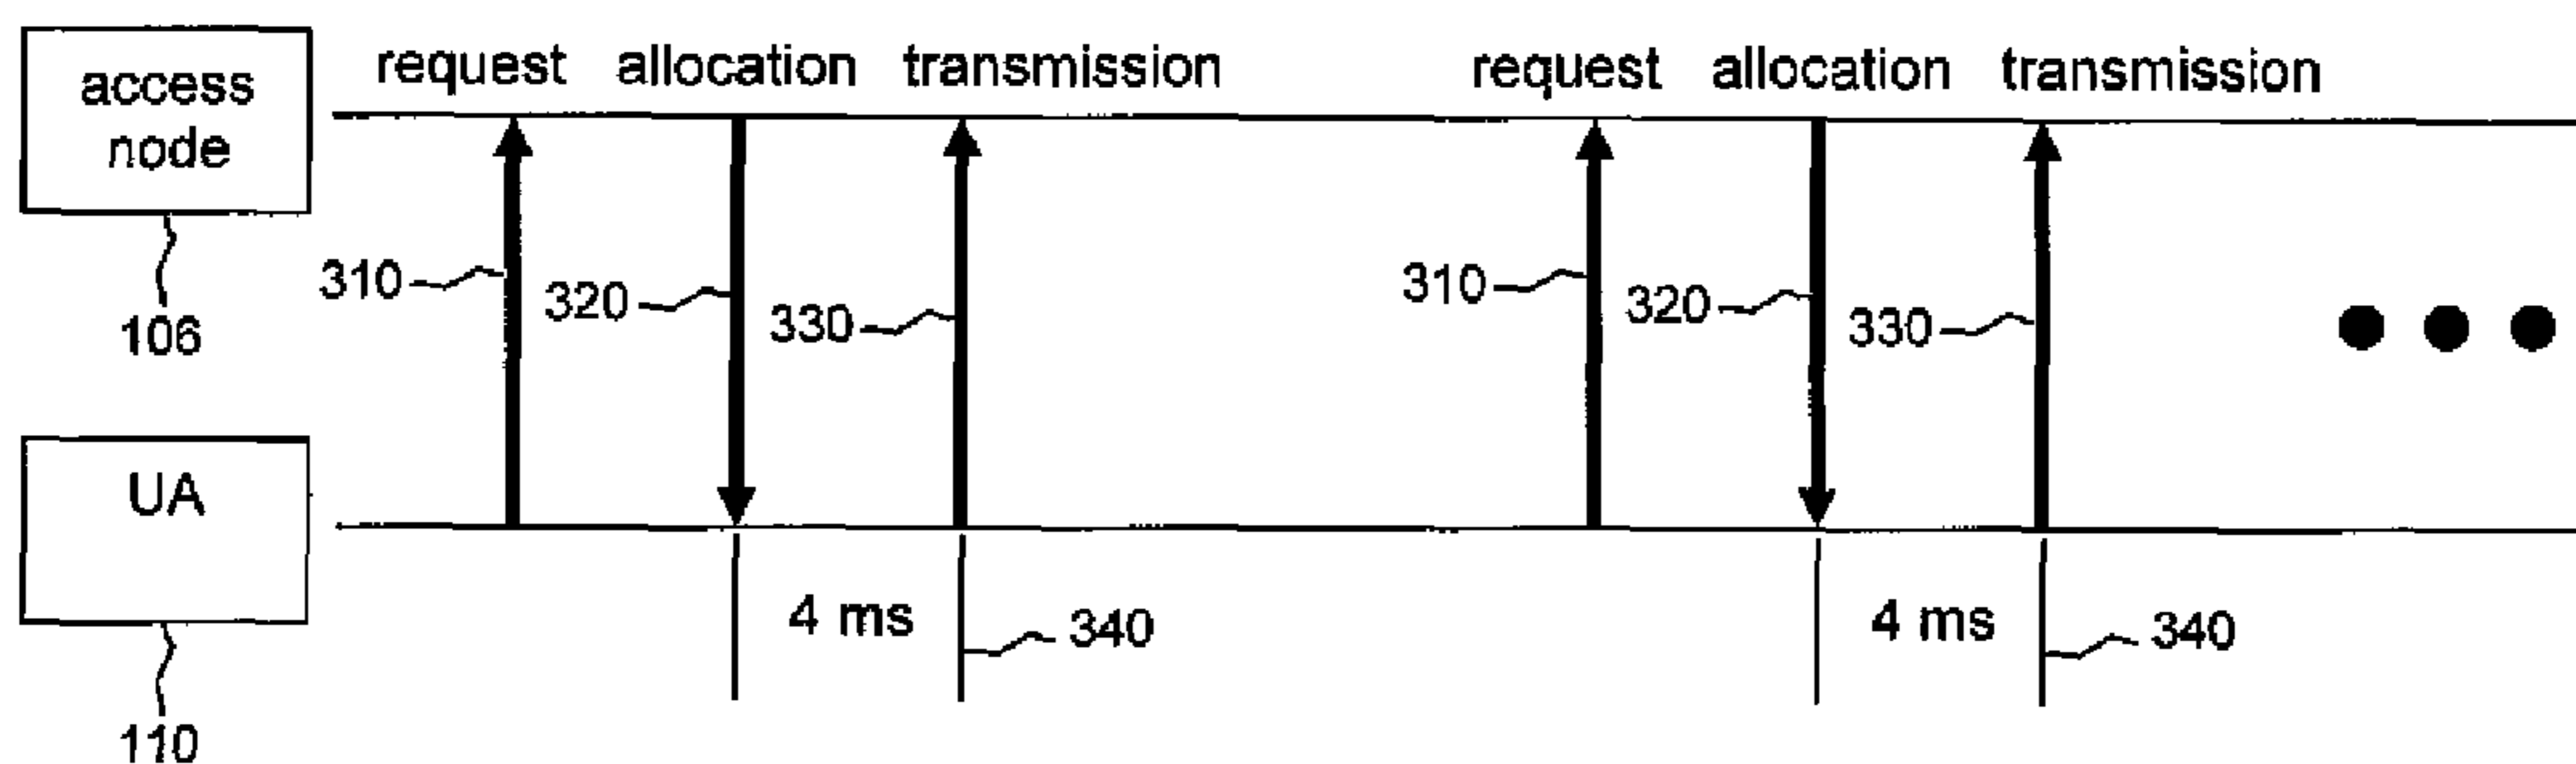 access
node
request allocation transmission
request allocation transmission
310
320
330
310
320
330
106
UA
4 ms
340
4 ms
340
110